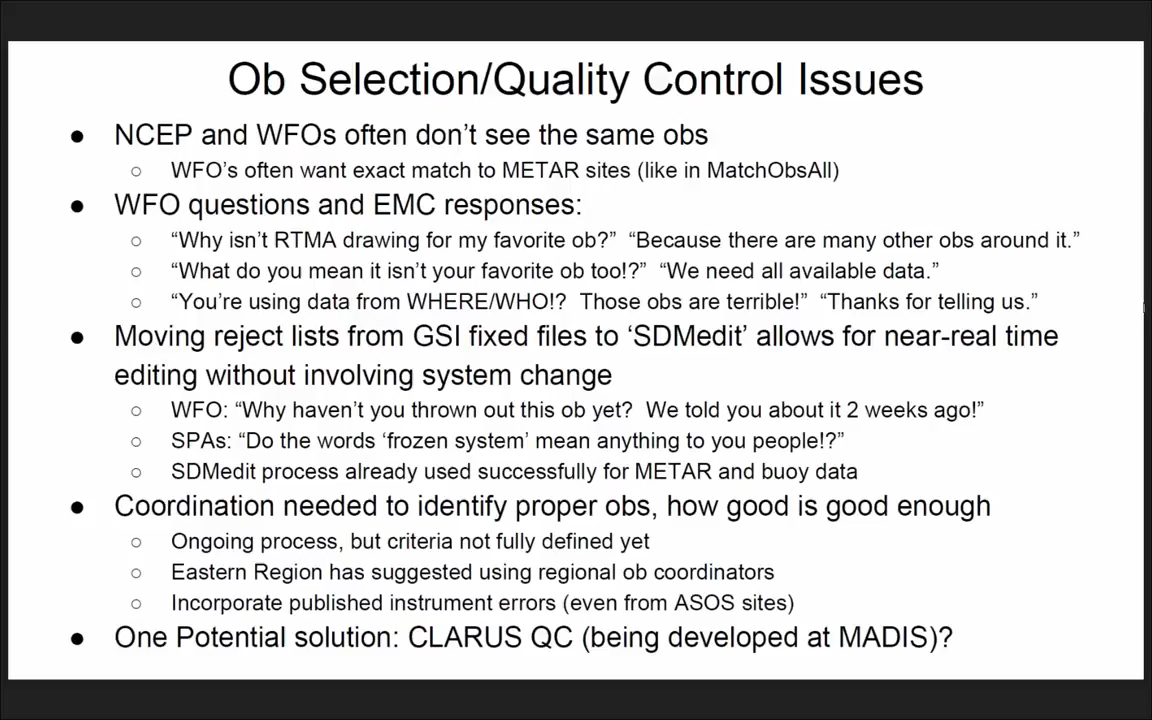 Ob Selection/Quality Control Issues
● NCEP and WFOs often don’t see the same obs
○ WFO’s often want exact match to METAR sites (like in MatchObsAll)
● WFO questions and EMC responses:
○ “Why isn’t RTMA drawing for my favorite ob?” “Because there are many other obs around it.”
○ “What do you mean it isn’t your favorite ob too!?” “We need all available data.”
○ “You’re using data from WHERE/WHO!? Those obs are terrible!” “Thanks for telling us.”
● Moving reject lists from GSI fixed files to ‘SDMedit’ allows for near-real time
editing without involving system change
○ WFO: “Why haven’t you thrown out this ob yet? We told you about it 2 weeks ago!”
○ SPAs: “Do the words ‘frozen system’ mean anything to you people!?”
○ SDMedit process already used successfully for METAR and buoy data
● Coordination needed to identify proper obs, how good is good enough
○ Ongoing process, but criteria not fully defined yet
○ Eastern Region has suggested using regional ob coordinators
○ Incorporate published instrument errors (even from ASOS sites)
● One Potential solution: CLARUS QC (being developed at MADIS)?